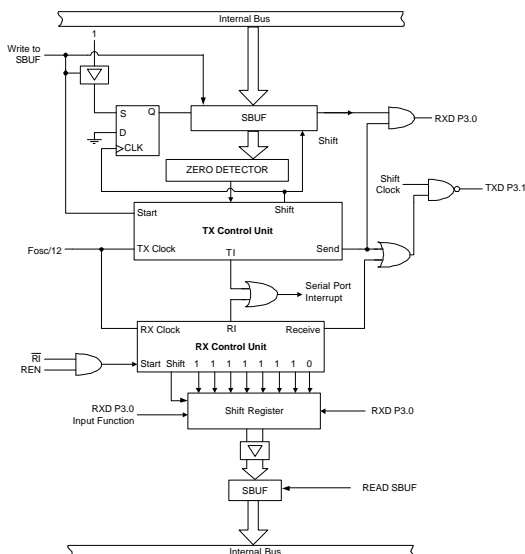 Internal Bus
1
Write to
SBUF
S
Q
D
CLK
SBUF
Shift
RXD P3.0
ZERO DETECTOR
Shift
Clock
TXD P3.1
Start
Shift
TX Control Unit
Fosc/12
TX Clock
Send
TI
Serial Port
Interrupt
RX Clock
RI
Receive
RX Control Unit
RI
REN
Start Shift 1 1 1 1 1 1 1 0
RXD P3.0
Input Function
Shift Register
RXD P3.0
SBUF
READ SBUF
Internal Bus